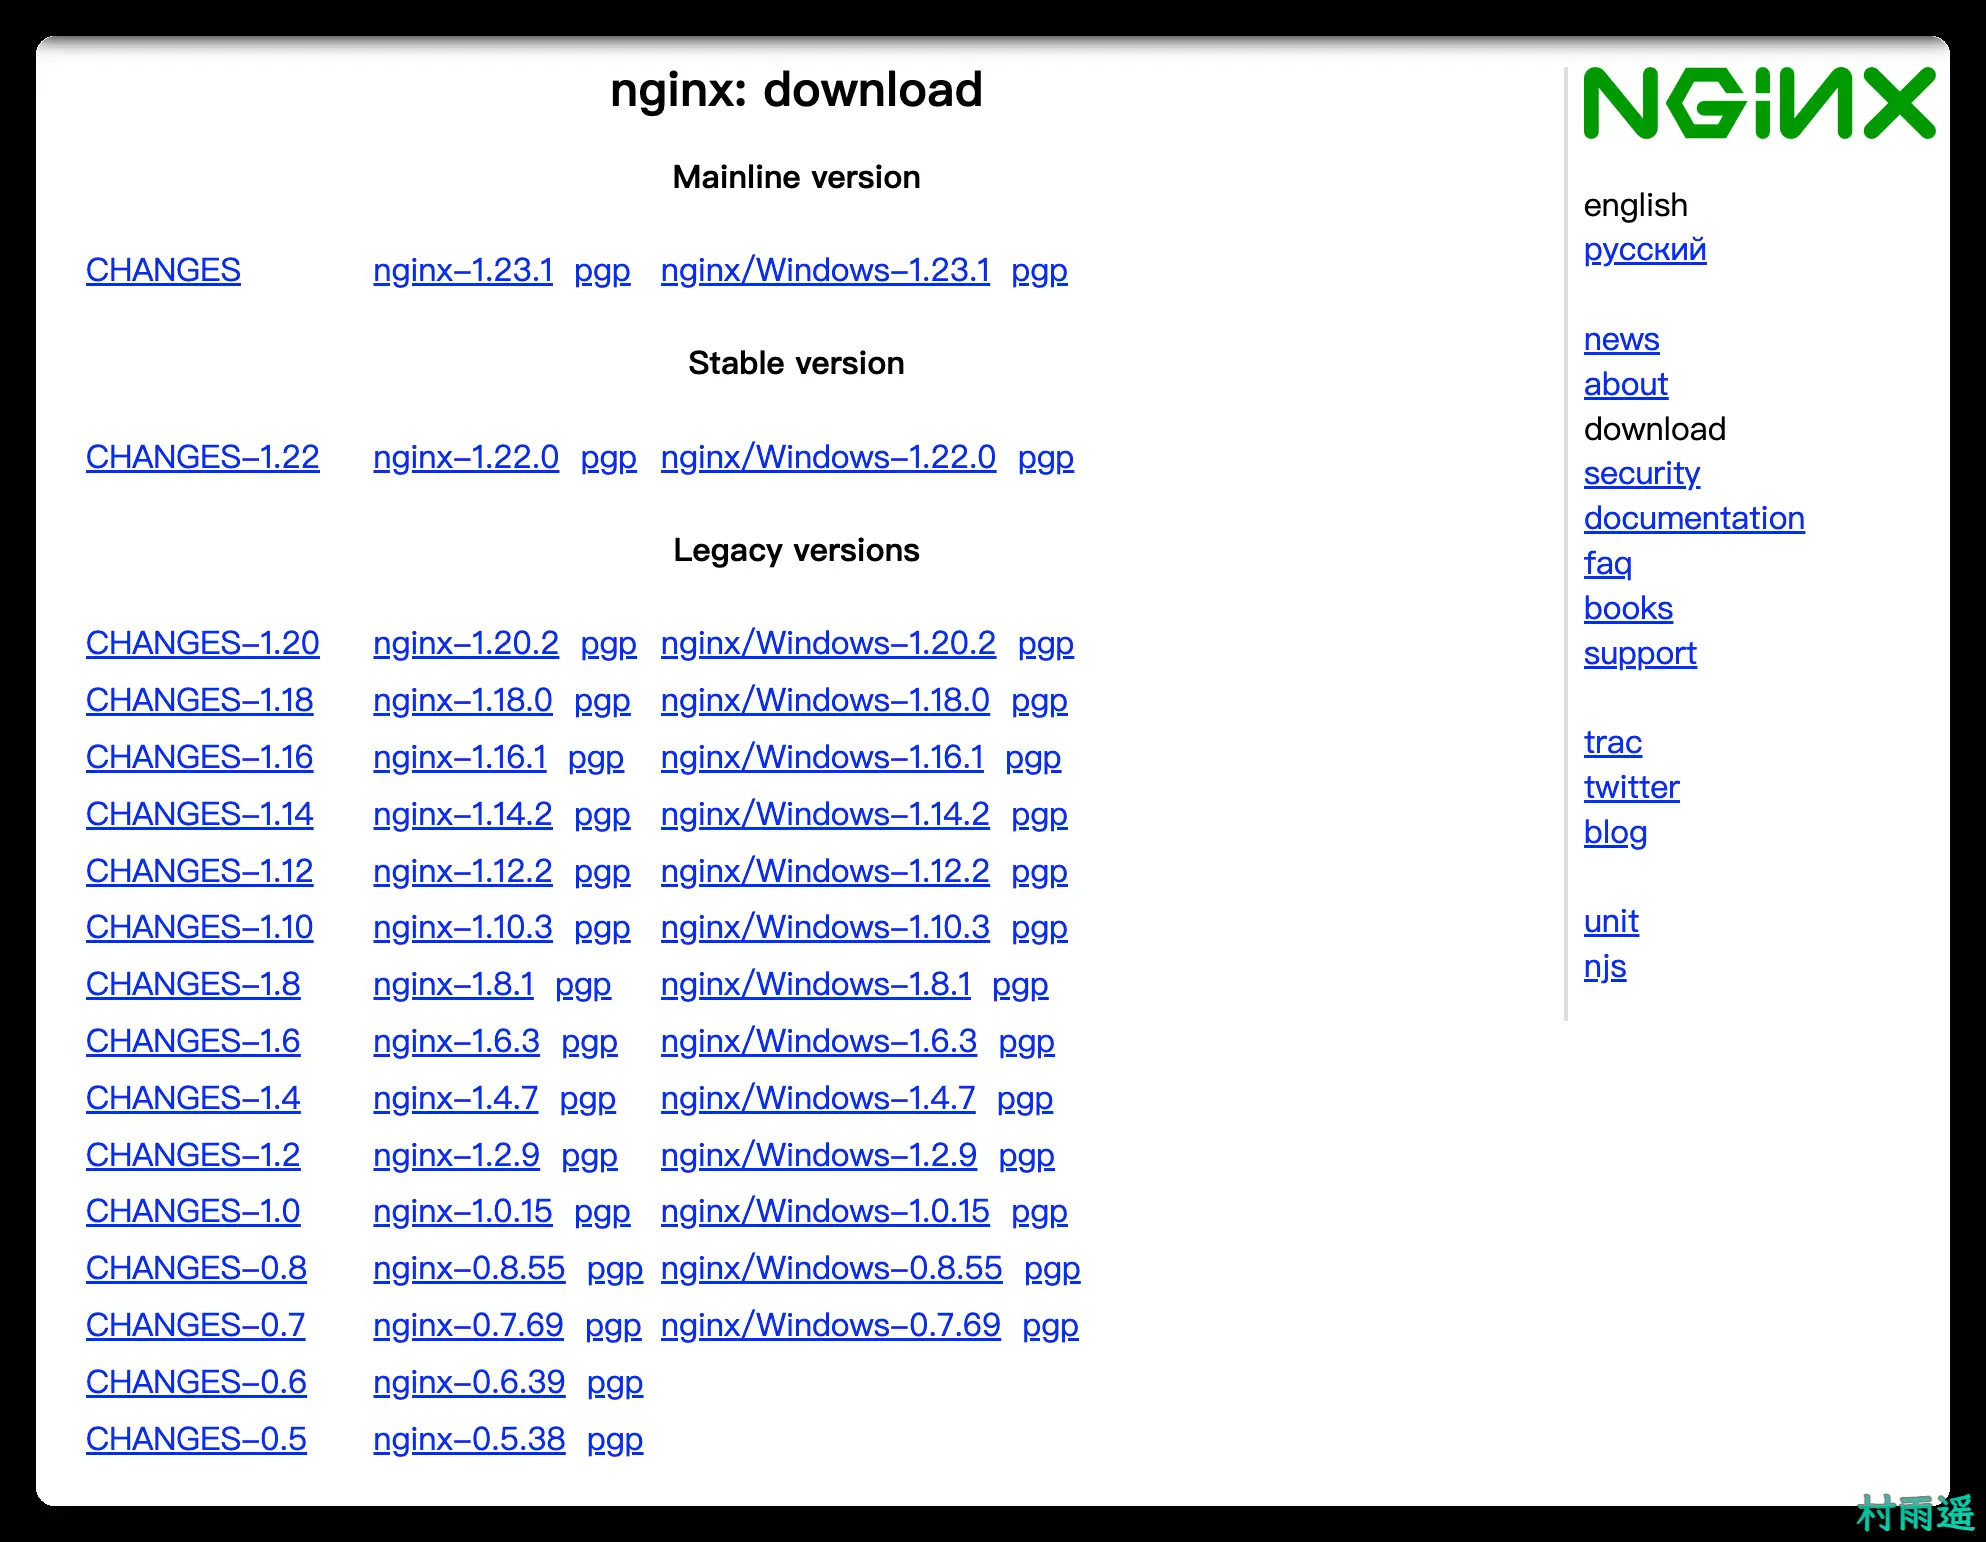 nginx: download
Mainline version
CHANGES nginx-1.23.1 pgp nginx/Windows-1.23.1 pgp
Stable version
CHANGES-1.22 nginx-1.22.0 pgp nginx/Windows-1.22.0 pgp
Legacy versions
CHANGES-1.20 nginx-1.20.2 pgp nginx/Windows-1.20.2 pgp
CHANGES-1.18 nginx-1.18.0 pgp nginx/Windows-1.18.0 pgp
CHANGES-1.16 nginx-1.16.1 pgp nginx/Windows-1.16.1 pgp
CHANGES-1.14 nginx-1.14.2 pgp nginx/Windows-1.14.2 pgp
CHANGES-1.12 nginx-1.12.2 pgp nginx/Windows-1.12.2 pgp
CHANGES-1.10 nginx-1.10.3 pgp nginx/Windows-1.10.3 pgp
CHANGES-1.8 nginx-1.8.1 pgp nginx/Windows-1.8.1 pgp
CHANGES-1.6 nginx-1.6.3 pgp nginx/Windows-1.6.3 pgp
CHANGES-1.4 nginx-1.4.7 pgp nginx/Windows-1.4.7 pgp
CHANGES-1.2 nginx-1.2.9 pgp nginx/Windows-1.2.9 pgp
CHANGES-1.0 nginx-1.0.15 pgp nginx/Windows-1.0.15 pgp
CHANGES-0.8 nginx-0.8.55 pgp nginx/Windows-0.8.55 pgp
CHANGES-0.7 nginx-0.7.69 pgp nginx/Windows-0.7.69 pgp
CHANGES-0.6 nginx-0.6.39 pgp
CHANGES-0.5 nginx-0.5.38 pgp
NGINX
english
русский
news
about
download
security
documentation
faq
books
support
trac
twitter
blog
unit
njs
村雨遥